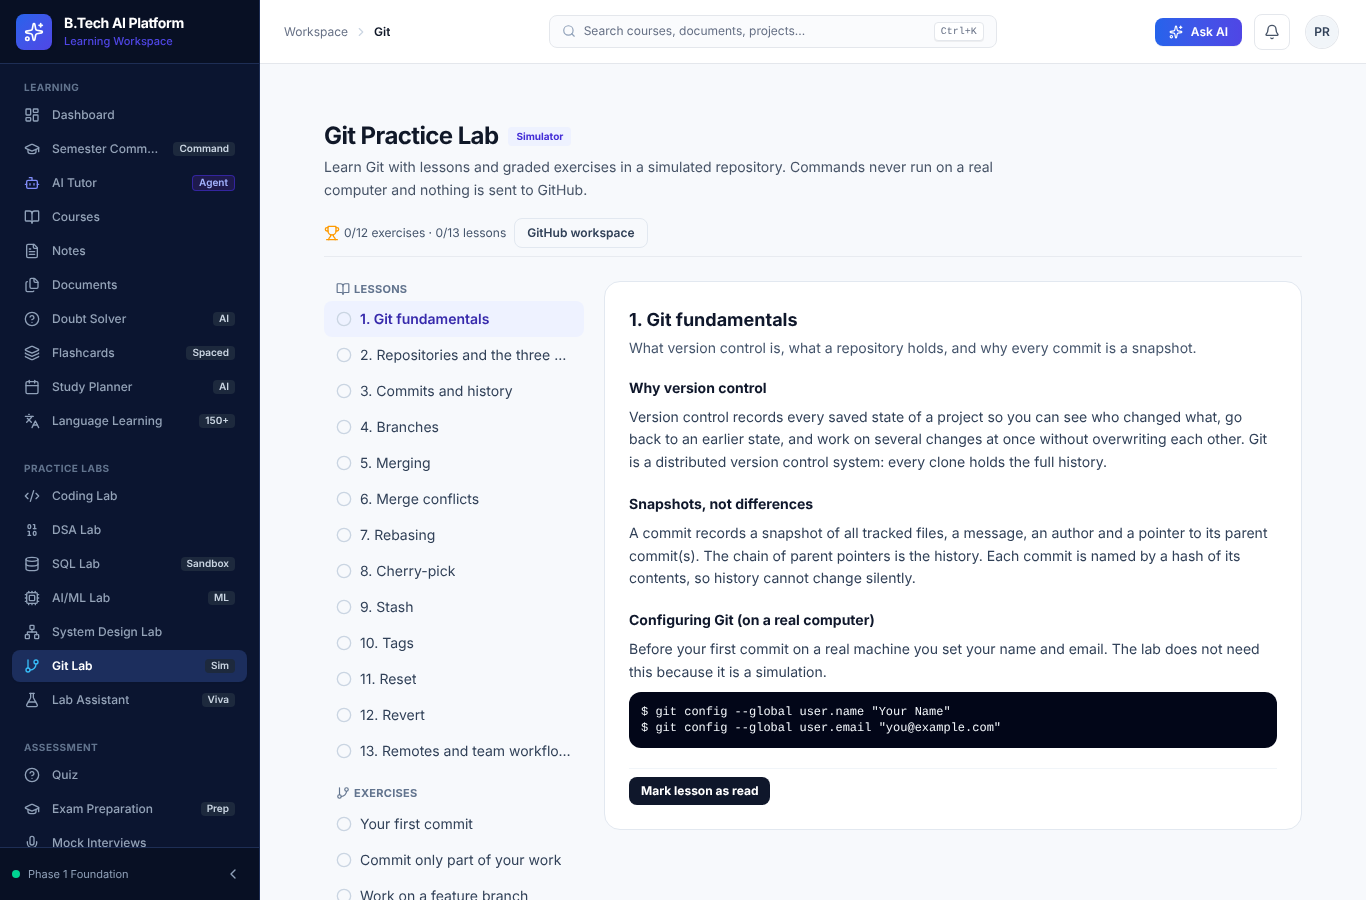 B.Tech AI Platform
Learning Workspace
LEARNING
Dashboard
Semester Comm... Command
AI Tutor Agent
Courses
Notes
Documents
Doubt Solver AI
Flashcards Spaced
Study Planner AI
Language Learning 150+
PRACTICE LABS
Coding Lab
DSA Lab
SQL Lab Sandbox
AI/ML Lab ML
System Design Lab
Git Lab Sim
Lab Assistant Viva
ASSESSMENT
Quiz
Exam Preparation Prep
Mock Interviews
Phase 1 Foundation
Workspace > Git
Search courses, documents, projects... Ctrl+K
Ask AI
PR
Git Practice Lab Simulator
Learn Git with lessons and graded exercises in a simulated repository. Commands never run on a real
computer and nothing is sent to GitHub.
0/12 exercises · 0/13 lessons GitHub workspace
LESSONS
1. Git fundamentals
2. Repositories and the three ...
3. Commits and history
4. Branches
5. Merging
6. Merge conflicts
7. Rebasing
8. Cherry-pick
9. Stash
10. Tags
11. Reset
12. Revert
13. Remotes and team workflo...
EXERCISES
Your first commit
Commit only part of your work
Work on a feature branch
1. Git fundamentals
What version control is, what a repository holds, and why every commit is a snapshot.
Why version control
Version control records every saved state of a project so you can see who changed what, go
back to an earlier state, and work on several changes at once without overwriting each other. Git
is a distributed version control system: every clone holds the full history.
Snapshots, not differences
A commit records a snapshot of all tracked files, a message, an author and a pointer to its parent
commit(s). The chain of parent pointers is the history. Each commit is named by a hash of its
contents, so history cannot change silently.
Configuring Git (on a real computer)
Before your first commit on a real machine you set your name and email. The lab does not need
this because it is a simulation.
$ git config --global user.name "Your Name"
$ git config --global user.email "you@example.com"
Mark lesson as read